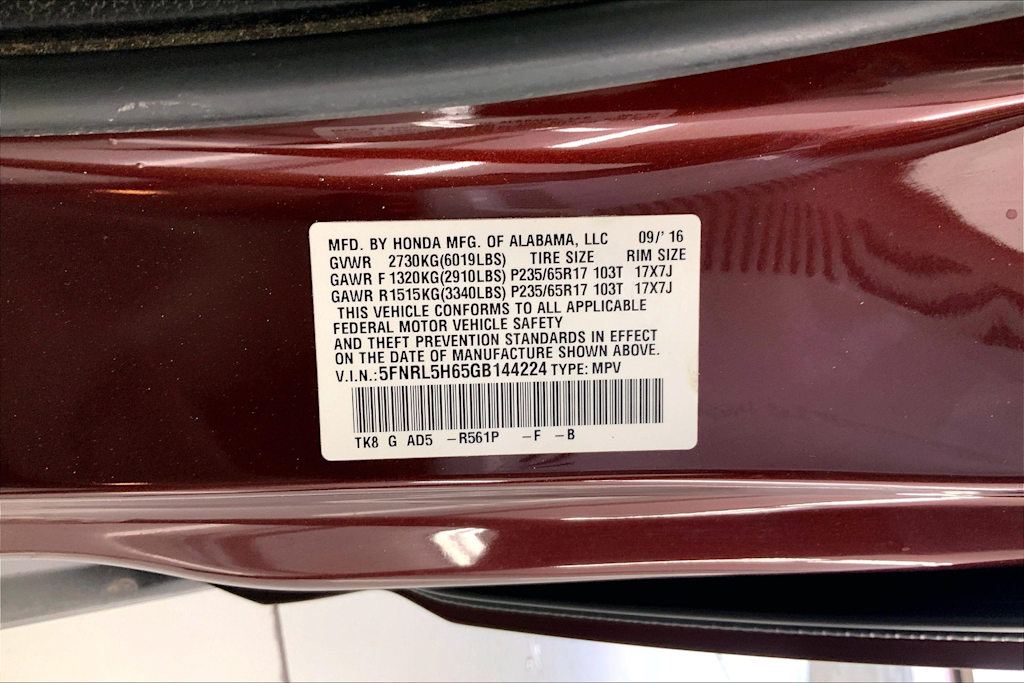 MFD. BY HONDA MFG. OF ALABAMA, LLC 09/' 16
GVWR 2730KG(6019LBS) TIRE SIZE RIM SIZE
GAWR F 1320KG(2910LBS) P235/65R17 103T 17X7J
GAWR R1515KG(3340LBS) P235/65R17 103T 17X7J
THIS VEHICLE CONFORMS TO ALL APPLICABLE
FEDERAL MOTOR VEHICLE SAFETY
AND THEFT PREVENTION STANDARDS IN EFFECT
ON THE DATE OF MANUFACTURE SHOWN ABOVE.
V.I.N.:5FNRL5H65GB144224 TYPE: MPV
TK8 G AD5 -R561P -F -B